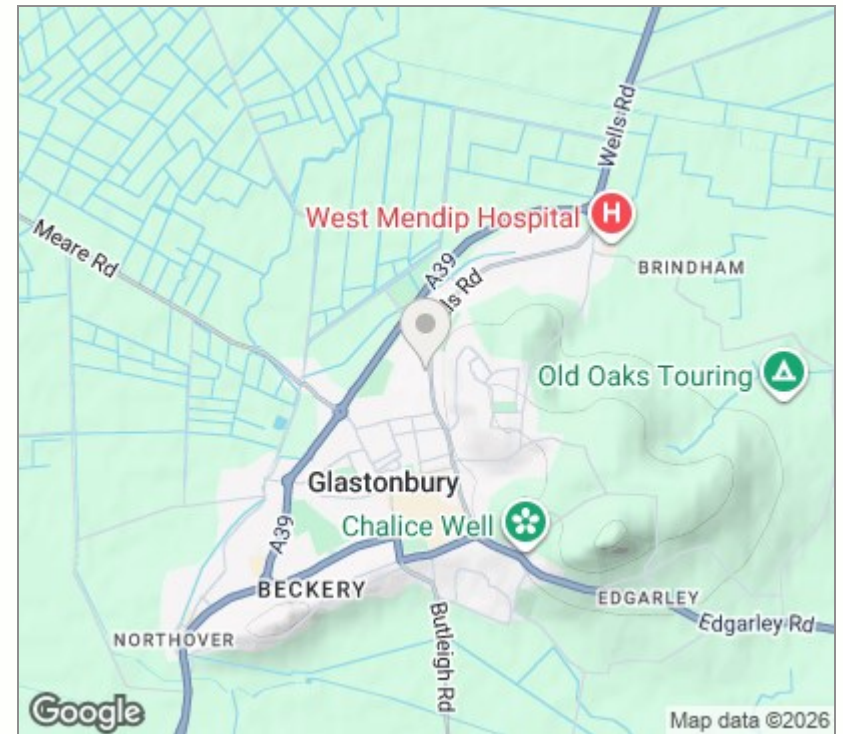 Wells Rd
West Mendip Hospital
H
Meare Rd
A39
ls Rd
BRINDHAM
Old Oaks Touring
Glastonbury
Chalice Well
A39
BECKERY
EDGARLEY
Edgarley Rd
NORTHOVER
Butleigh Rd
Google
Map data ©2026